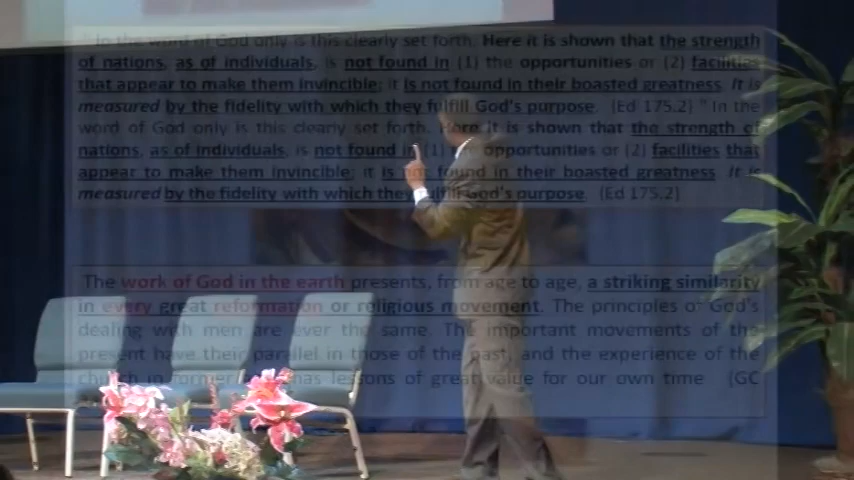 " In the word of God only is this clearly set forth. Here it is shown that the strength
of nations, as of individuals, is not found in (1) the opportunities or (2) facilities
that appear to make them invincible; it is not found in their boasted greatness. It is
measured by the fidelity with which they fulfill God's purpose. (Ed 175.2) " In the
word of God only is this clearly set forth. Here it is shown that the strength of
nations, as of individuals, is not found in (1) opportunities or (2) facilities that
appear to make them invincible; it is not found in their boasted greatness. It is
measured by the fidelity with which they fulfill God's purpose. (Ed 175.2)
The work of God in the earth presents, from age to age, a striking similarity
in every great reformation or religious movement. The principles of God's
dealing with men are ever the same. The important movements of the
present have their parallel in those of the past, and the experience of the
church in former has lessons of great value for our own time (GC